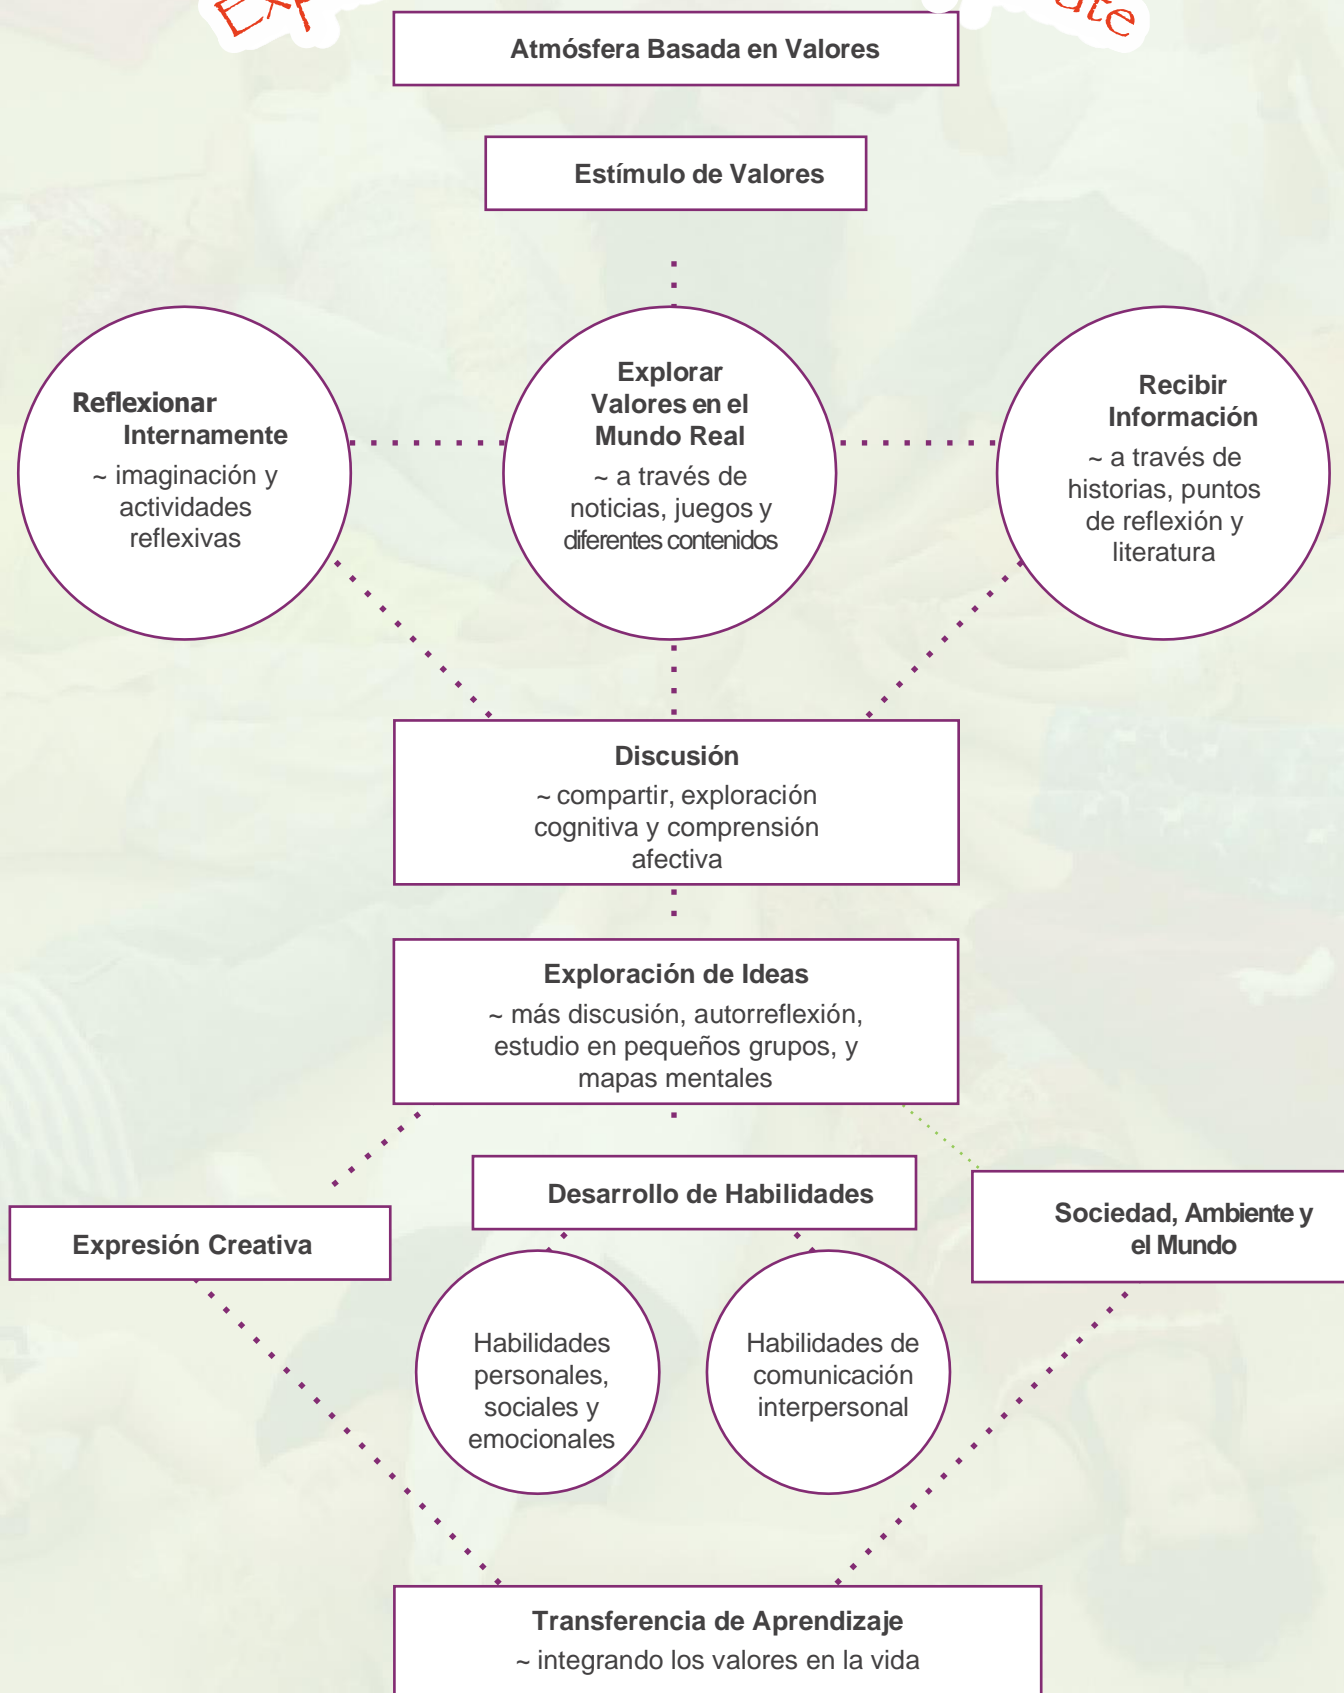 Atmósfera Basada en Valores
Estímulo de Valores
Reflexionar
Internamente
~ imaginación y
actividades
reflexivas
Explorar
Valores en el
Mundo Real
~ a través de
noticias, juegos y
diferentes contenidos
Recibir
Información
~ a través de
historias, puntos
de reflexión y
literatura
Discusión
~ compartir, exploración
cognitiva y comprensión
afectiva
Exploración de Ideas
~ más discusión, autorreflexión,
estudio en pequeños grupos, y
mapas mentales
Desarrollo de Habilidades
Expresión Creativa
Sociedad, Ambiente y
el Mundo
Habilidades
personales,
sociales y
emocionales
Habilidades de
comunicación
interpersonal
Transferencia de Aprendizaje
~ integrando los valores en la vida